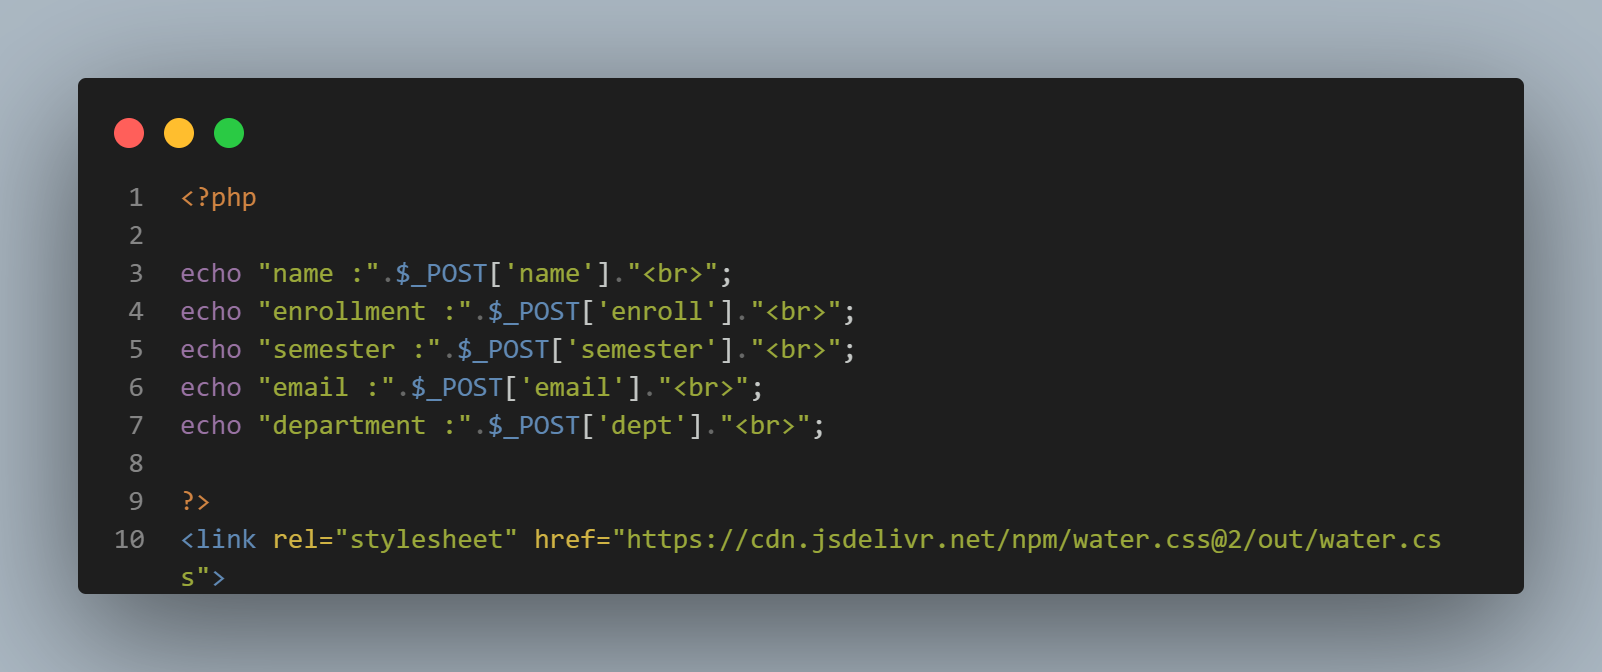 1 <?php
2
3 echo "name :".$_POST['name']."<br>";
4 echo "enrollment :".$_POST['enroll']."<br>";
5 echo "semester :".$_POST['semester']."<br>";
6 echo "email :".$_POST['email']."<br>";
7 echo "department :".$_POST['dept']."<br>";
8
9 ?>
10 <link rel="stylesheet" href="https://cdn.jsdelivr.net/npm/water.css@2/out/water.cs
s">